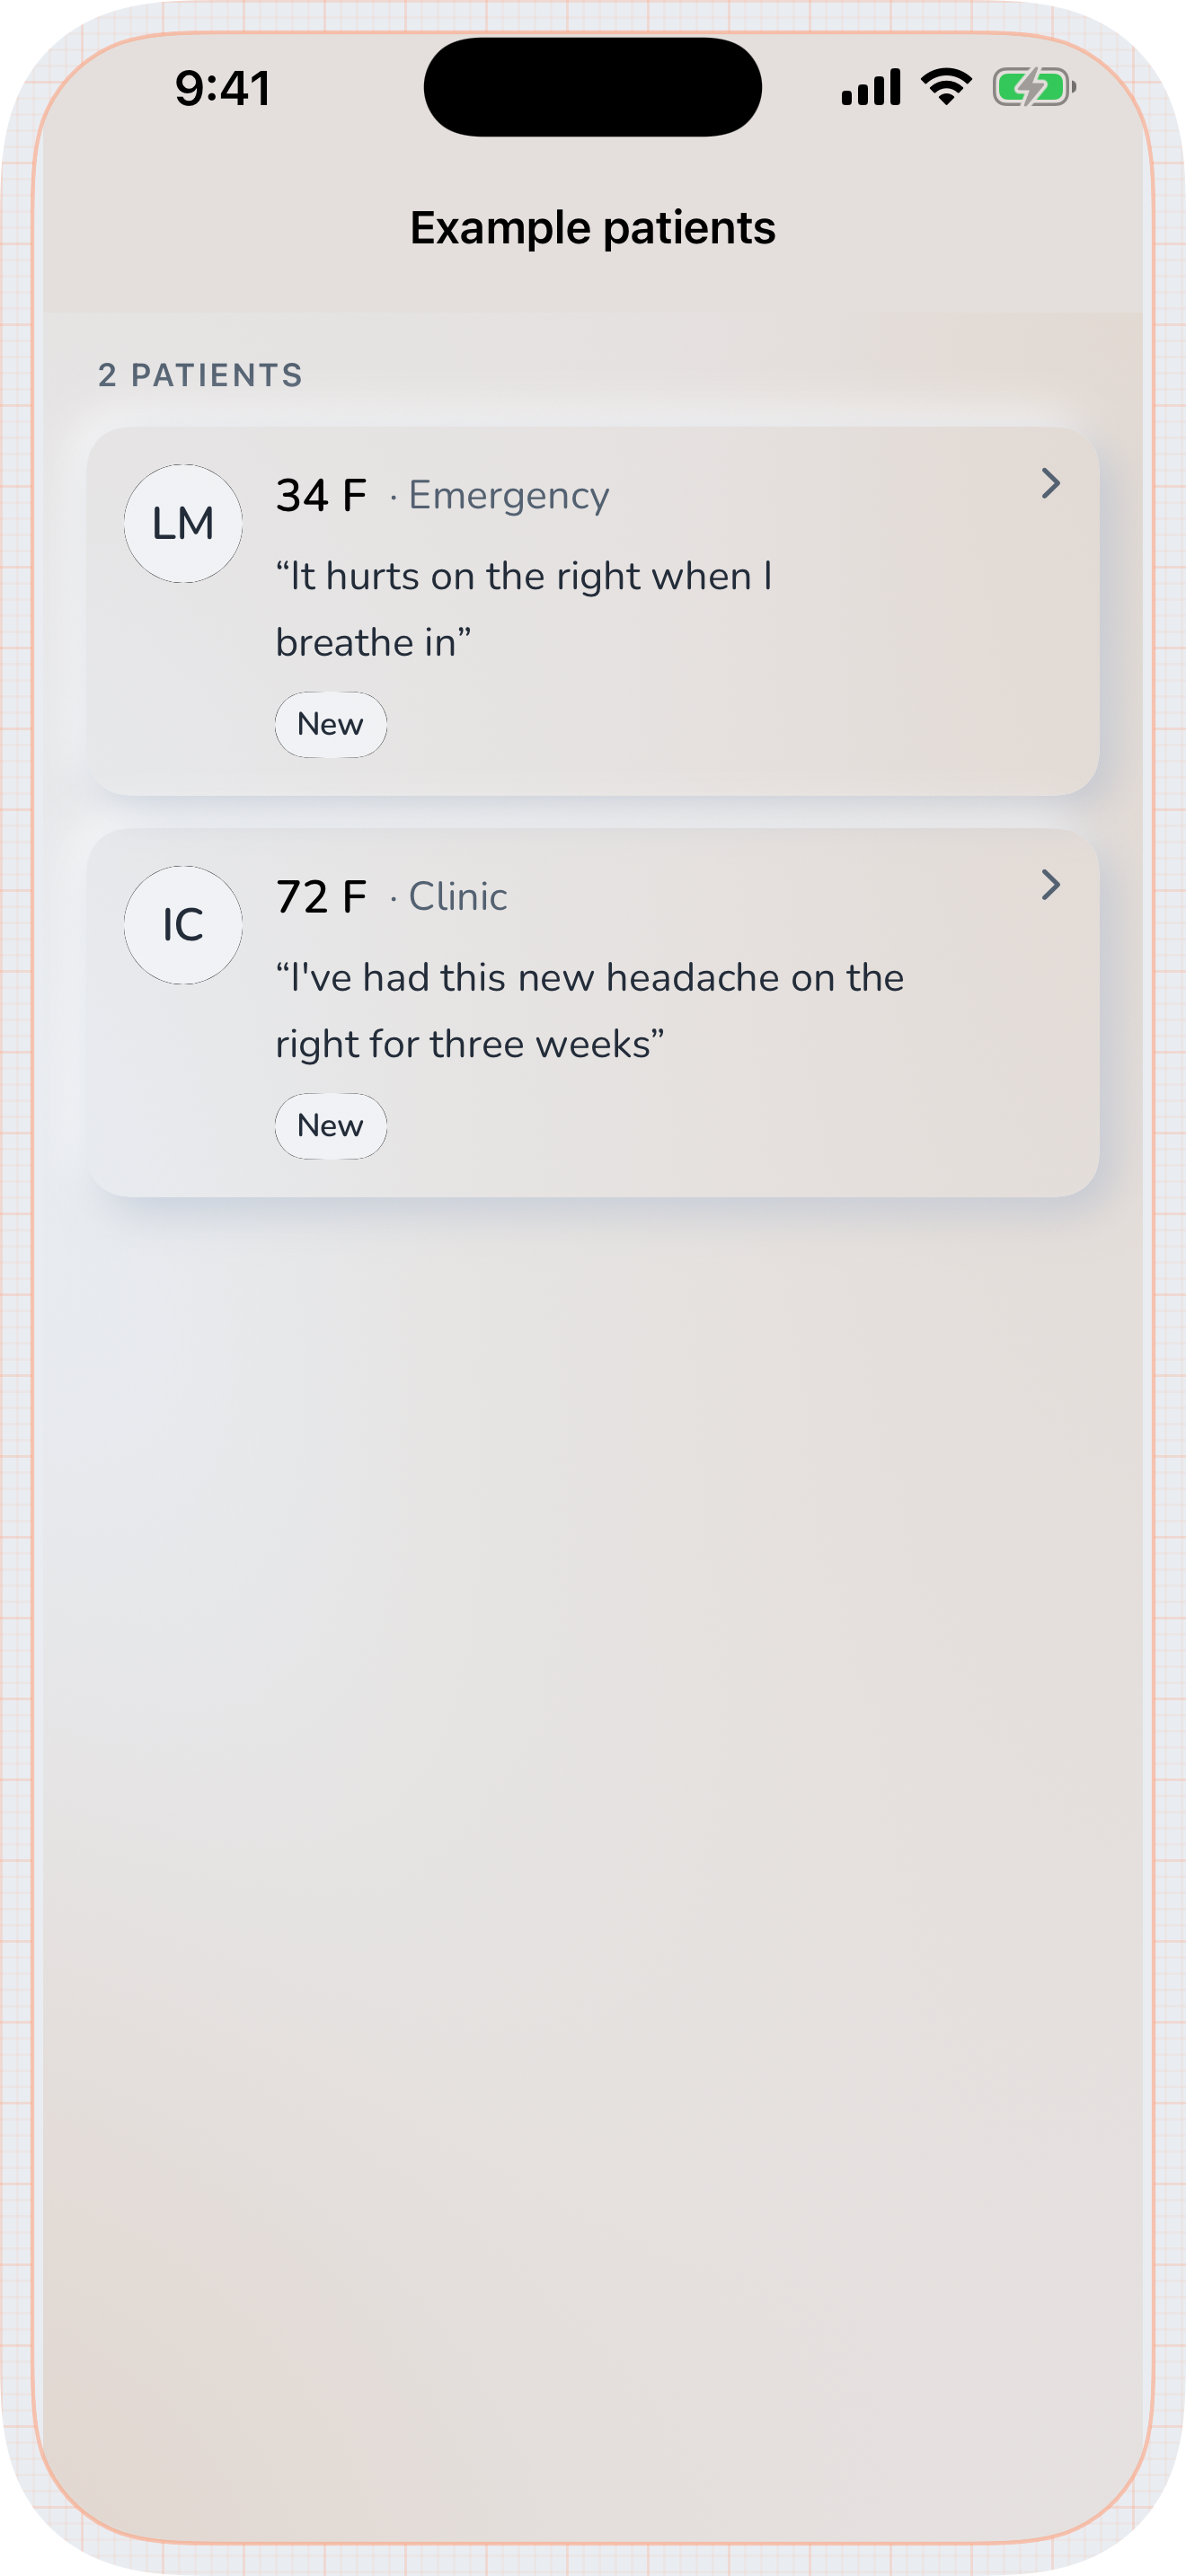 9:41
Example patients
2 PATIENTS
LM
34 F · Emergency
“It hurts on the right when I
breathe in”
New
IC
72 F · Clinic
“I've had this new headache on the
right for three weeks”
New